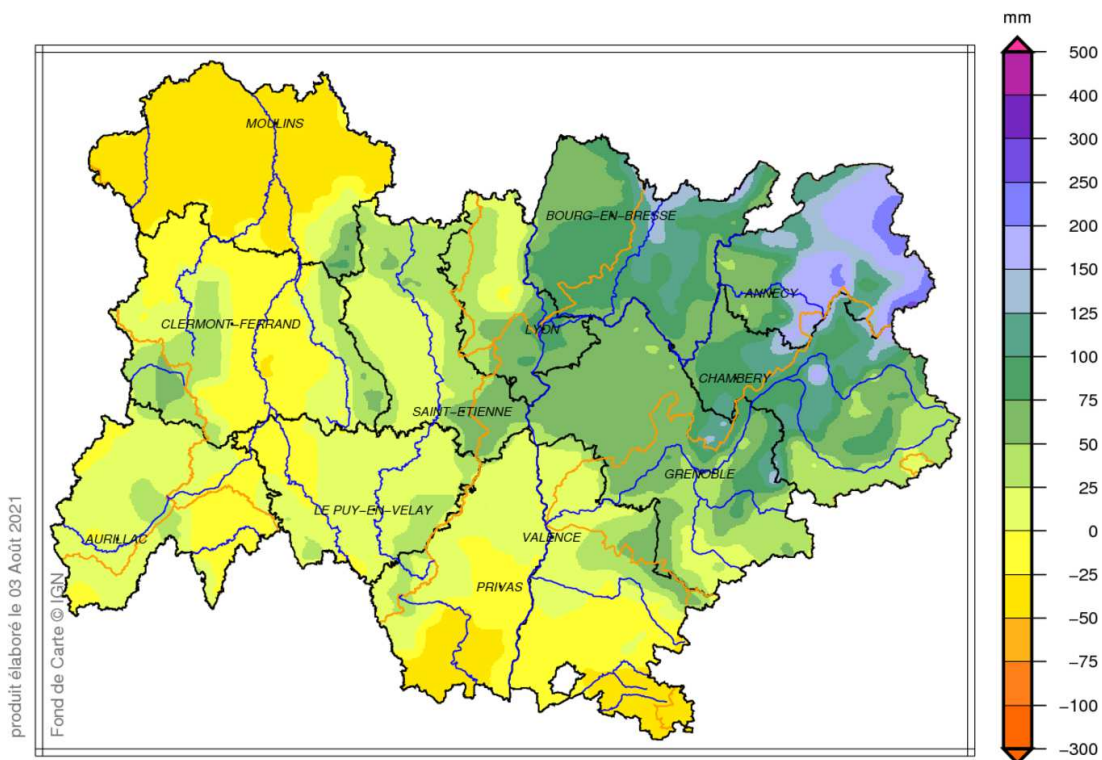 mm
500
400
300
250
200
150
125
100
75
50
25
0
−25
−50
−75
−100
−300
MOULINS
BOURG−EN−BRESSE
ANNECY
CLERMONT−FERRAND
LYON
CHAMBERY
SAINT−ETIENNE
GRENOBLE
LE PUY−EN−VELAY
AURILLAC
VALENCE
PRIVAS
produit élaboré le 03 Août 2021
Fond de Carte © IGN